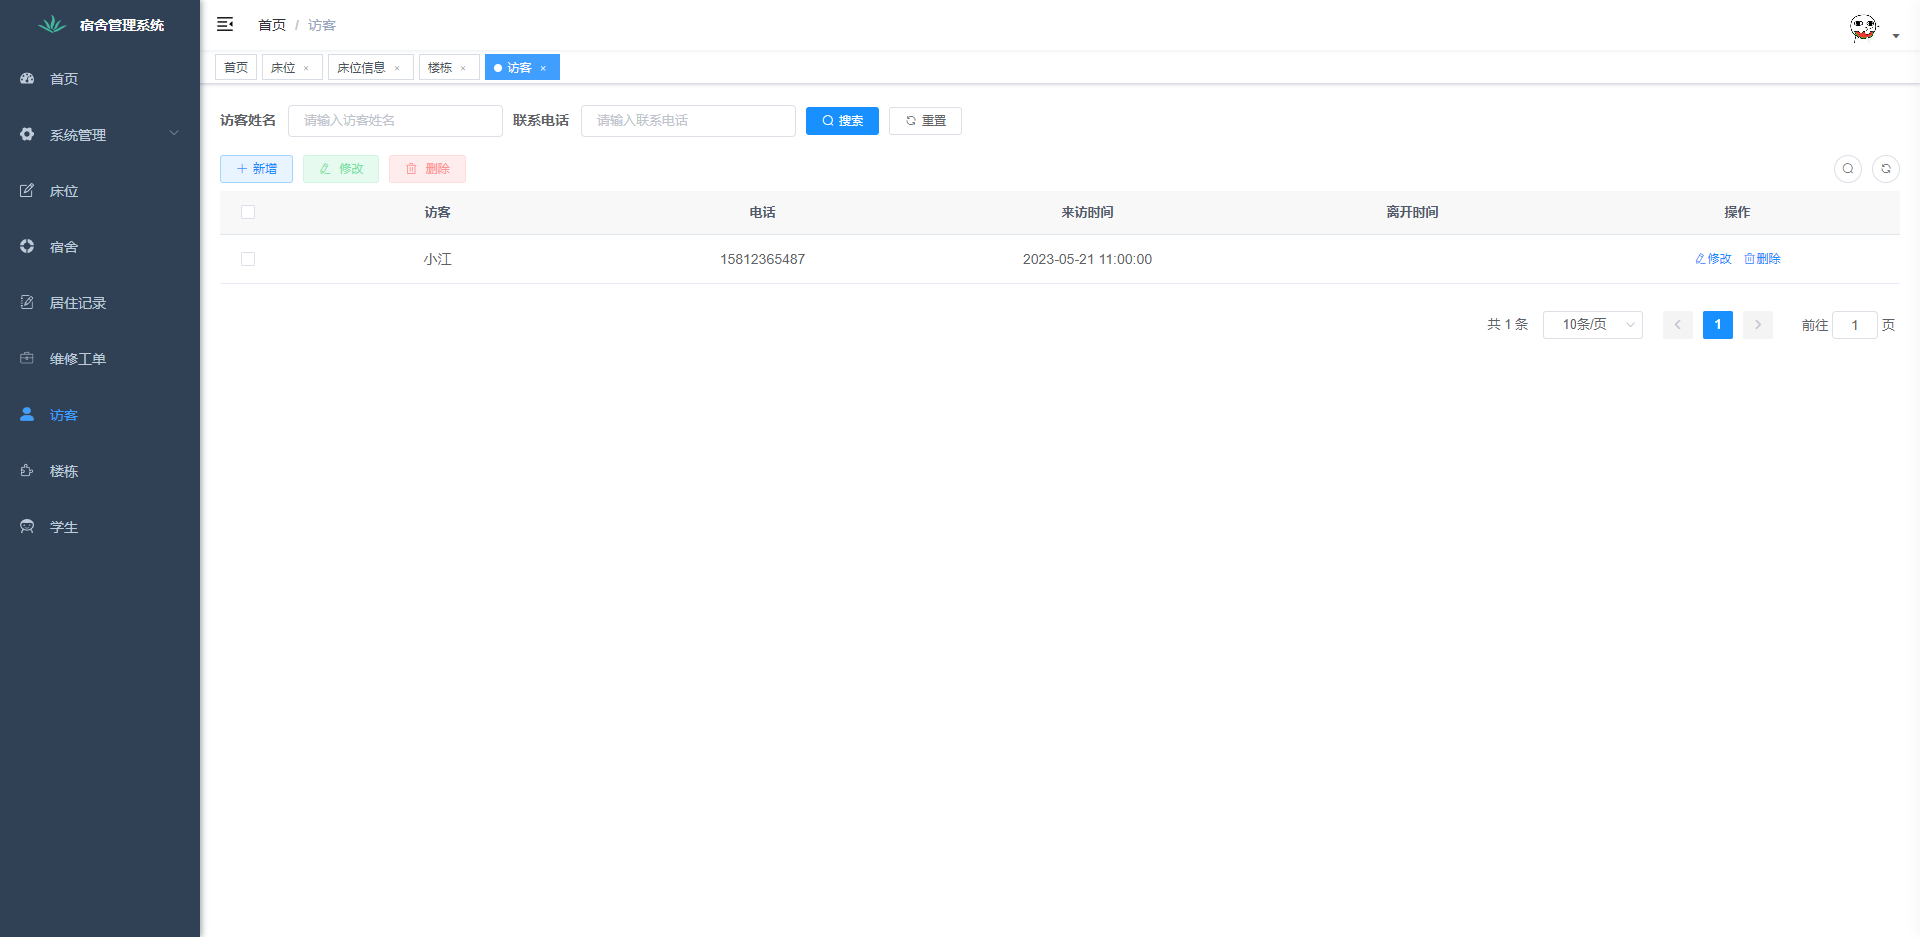 宿舍管理系统
首页
系统管理
床位
宿舍
居住记录
维修工单
访客
楼栋
学生
首页 / 访客
首页 床位 × 床位信息 × 楼栋 × 访客 ×
访客姓名 请输入访客姓名 联系电话 请输入联系电话 搜索 重置
新增 修改 删除
访客 电话 来访时间 离开时间 操作
小江 15812365487 2023-05-21 11:00:00 修改 删除
共 1 条 10条/页 1 前往 1 页